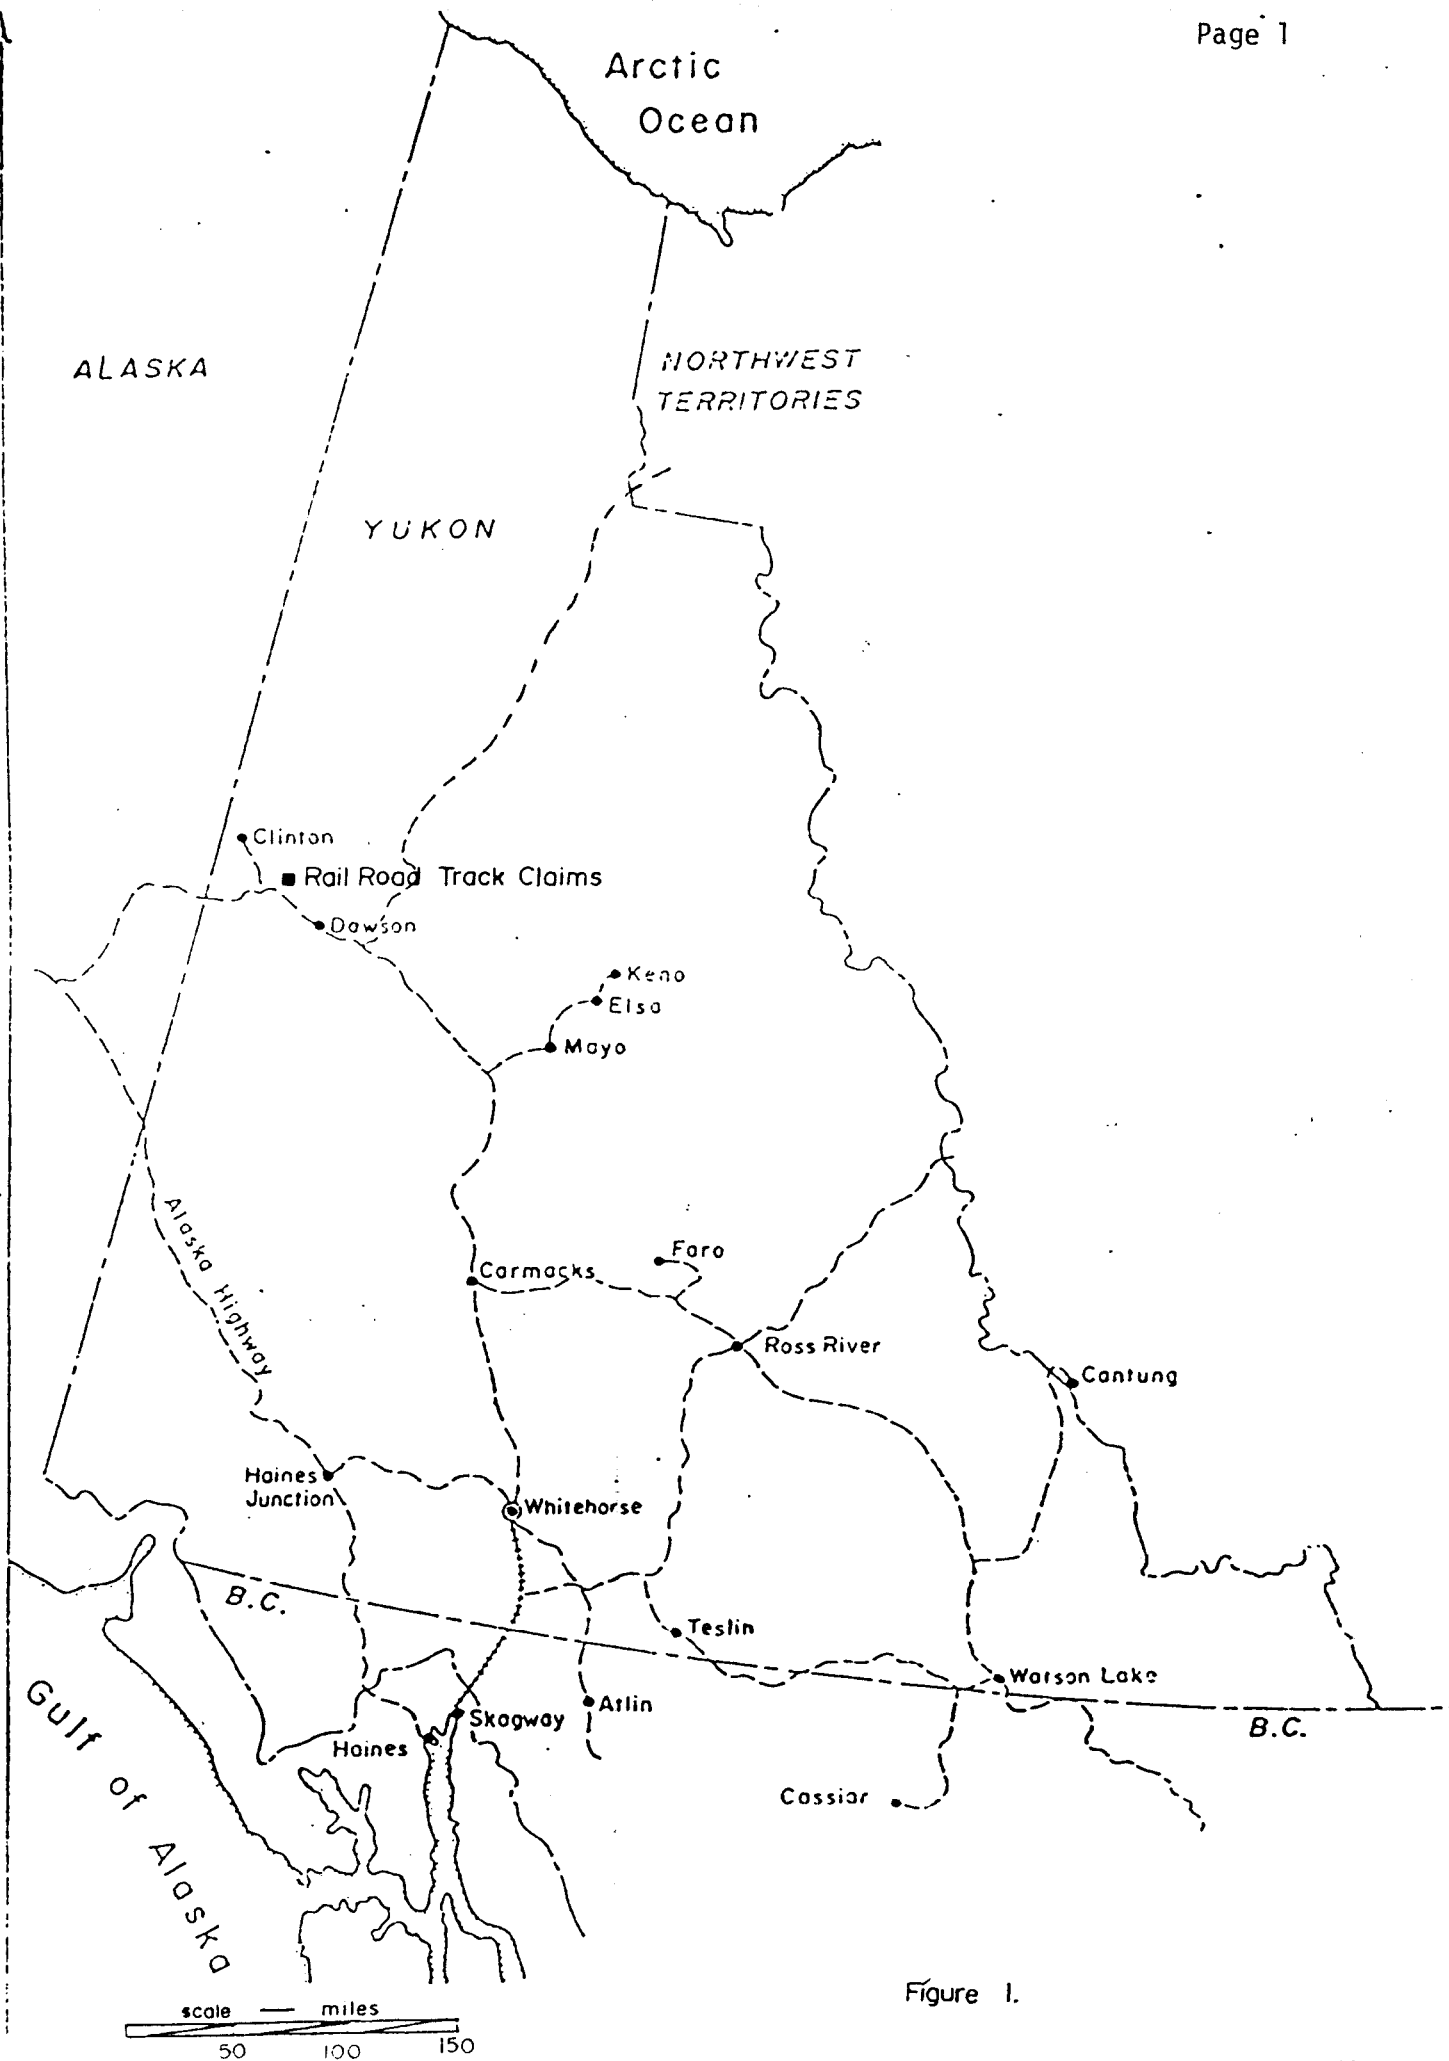 Page 1
Arctic
Ocean
ALASKA
NORTHWEST
TERRITORIES
YUKON
Clinton
Rail Road Track Claims
Dawson
Keno
Elsa
Mayo
Alaska Highway
Faro
Carmacks
Ross River
Cantung
Haines
Junction
Whitehorse
B.C.
Teslin
Watson Lake
Atlin
Skagway
B.C.
Haines
Cassiar
Gulf of Alaska
Figure 1.
scale — miles
50 100 150